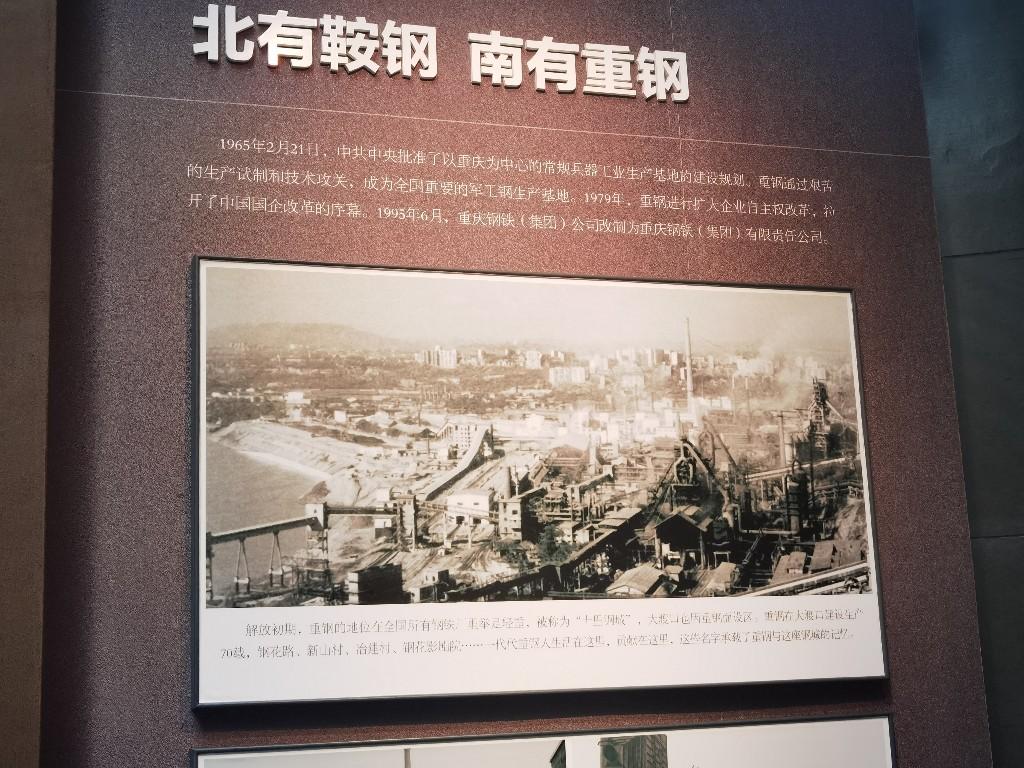 北有鞍钢 南有重钢
1965年2月21日，中共中央批准了以重庆为中心的常规兵器工业生产基地的建设规划。重钢通过艰苦
的生产试制和技术攻关，成为全国重要的军工钢生产基地。1979年，重钢进行扩大企业自主权改革，拉
开了中国国企改革的序幕。1995年6月，重庆钢铁（集团）公司改制为重庆钢铁（集团）有限责任公司。
解放初期，重钢的地位在全国所有钢铁厂里举足轻重，被称为“十里钢城”，大渡口也因重钢而设区。重钢在大渡口建设生产
70载，钢花路、新山村、冶建村、钢花影剧院……一代代重钢人生活在这里，贡献在这里，这些名字承载了重钢与这座钢城的记忆。